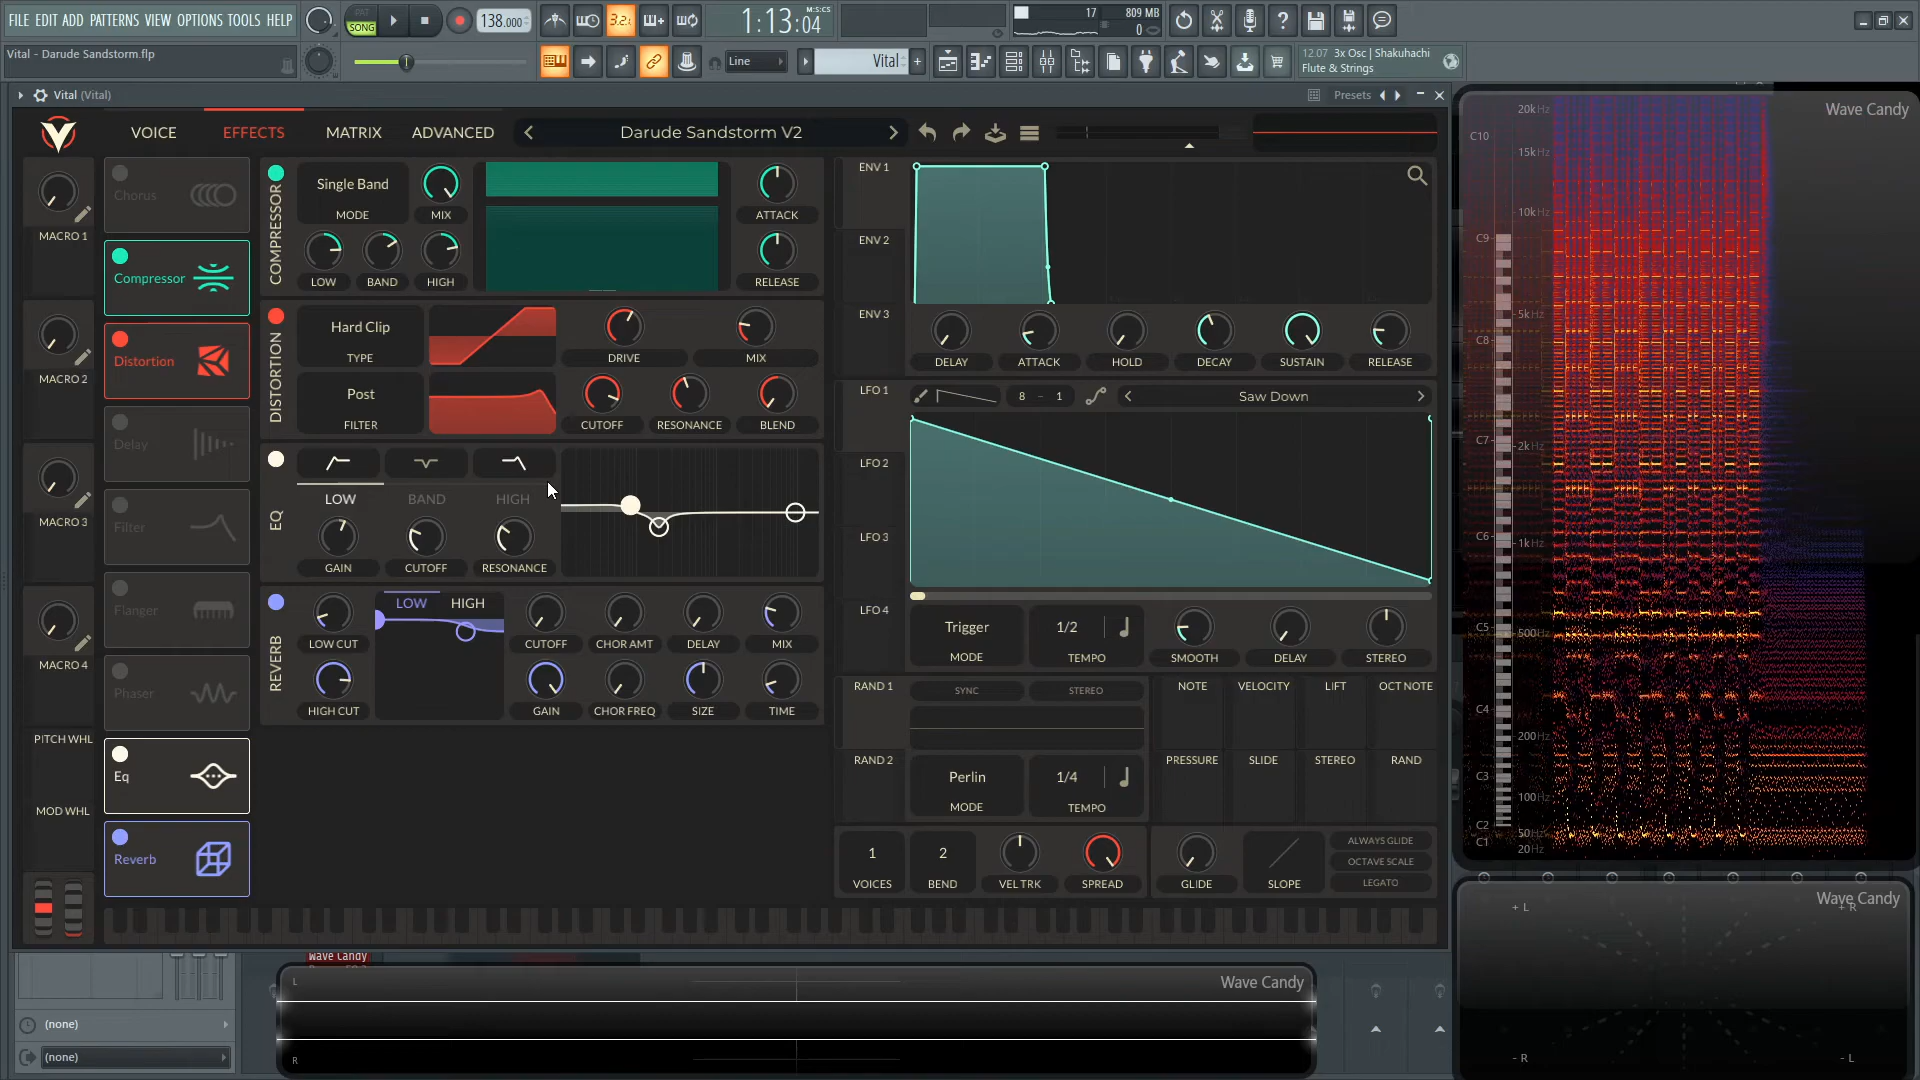 FILE EDIT ADD PATTERNS VIEW OPTIONS TOOLS HELP
PAT
SONG
138.000
3.2.
1:13:04
M:S:CS
17
809 MB
0
Vital - Darude Sandstorm.flp
Line
Vital
12.07 3x Osc | Shakuhachi
Flute & Strings
Vital (Vital)
Presets
VOICE
EFFECTS
MATRIX
ADVANCED
Darude Sandstorm V2
MACRO 1
MACRO 2
MACRO 3
MACRO 4
PITCH WHL
MOD WHL
Chorus
Compressor
Distortion
Delay
Filter
Flanger
Phaser
Eq
Reverb
COMPRESSOR
Single Band
MODE
MIX
ATTACK
LOW
BAND
HIGH
RELEASE
DISTORTION
Hard Clip
TYPE
DRIVE
MIX
Post
FILTER
CUTOFF
RESONANCE
BLEND
EQ
LOW
BAND
HIGH
GAIN
CUTOFF
RESONANCE
REVERB
LOW CUT
LOW
HIGH
CUTOFF
CHOR AMT
DELAY
MIX
HIGH CUT
GAIN
CHOR FREQ
SIZE
TIME
ENV 1
ENV 2
ENV 3
DELAY
ATTACK
HOLD
DECAY
SUSTAIN
RELEASE
LFO 1
LFO 2
LFO 3
LFO 4
8 - 1
Saw Down
Trigger
MODE
1/2
TEMPO
SMOOTH
DELAY
STEREO
RAND 1
RAND 2
SYNC
STEREO
Perlin
MODE
1/4
TEMPO
NOTE
VELOCITY
LIFT
OCT NOTE
PRESSURE
SLIDE
STEREO
RAND
1
VOICES
2
BEND
VEL TRK
SPREAD
GLIDE
SLOPE
ALWAYS GLIDE
OCTAVE SCALE
LEGATO
Wave Candy
20kHz
C10
15kHz
10kHz
C9
5kHz
C8
C7
2kHz
C6
1kHz
C5
500Hz
C4
200Hz
C3
100Hz
C2
50Hz
C1
20Hz
Wave Candy
+ L
+ R
- R
- L
Wave Candy
L
Wave Candy
R
(none)
(none)